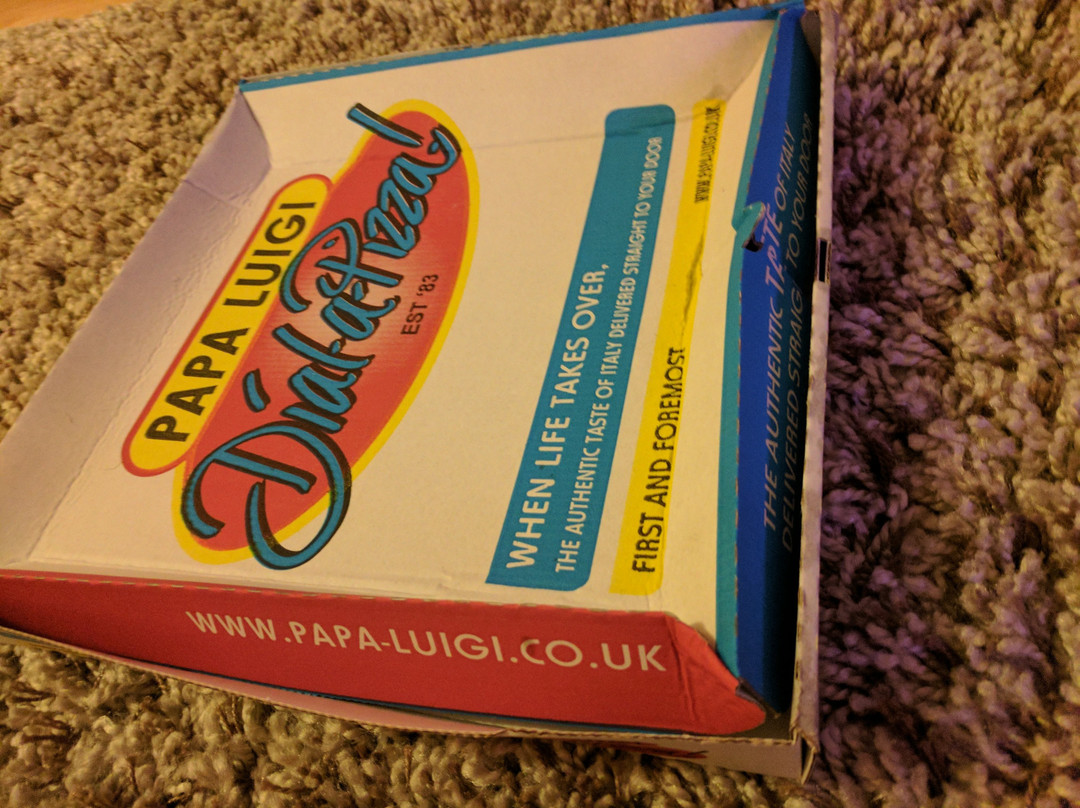 PAPA LUIGI
Dial-a-Pizza!
EST '83
WHEN LIFE TAKES OVER,
THE AUTHENTIC TASTE OF ITALY DELIVERED STRAIGHT TO YOUR DOOR
FIRST AND FOREMOST
WWW.PAPA-LUIGI.CO.UK
THE AUTHENTIC TASTE OF ITALY
DELIVERED STRAIG TO YOUR DOOR
WWW.PAPA-LUIGI.CO.UK